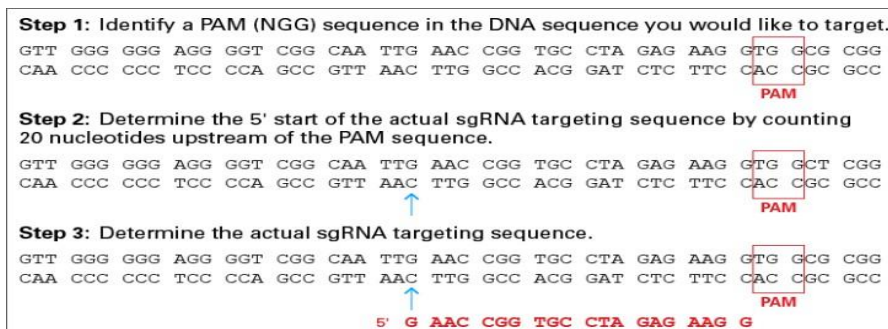 Step 1: Identify a PAM (NGG) sequence in the DNA sequence you would like to target.
GTT GGG GGG AGG GGT CGG CAA TTG AAC CGG TGC CTA GAG AAG GTG GCG CGG
CAA CCC CCC TCC CCA GCC GTT AAC TTG GCC ACG GAT CTC TTC CAC CGC GCC
PAM
Step 2: Determine the 5' start of the actual sgRNA targeting sequence by counting
20 nucleotides upstream of the PAM sequence.
GTT GGG GGG AGG GGT CGG CAA TTG AAC CGG TGC CTA GAG AAG GTG GCT CGG
CAA CCC CCC TCC CCA GCC GTT AAC TTG GCC ACG GAT CTC TTC CAC CGC GCC
PAM
Step 3: Determine the actual sgRNA targeting sequence.
GTT GGG GGG AGG GGT CGG CAA TTG AAC CGG TGC CTA GAG AAG GTG GCG CGG
CAA CCC CCC TCC CCA GCC GTT AAC TTG GCC ACG GAT CTC TTC CAC CGC GCC
PAM
5' G AAC CGG TGC CTA GAG AAG G